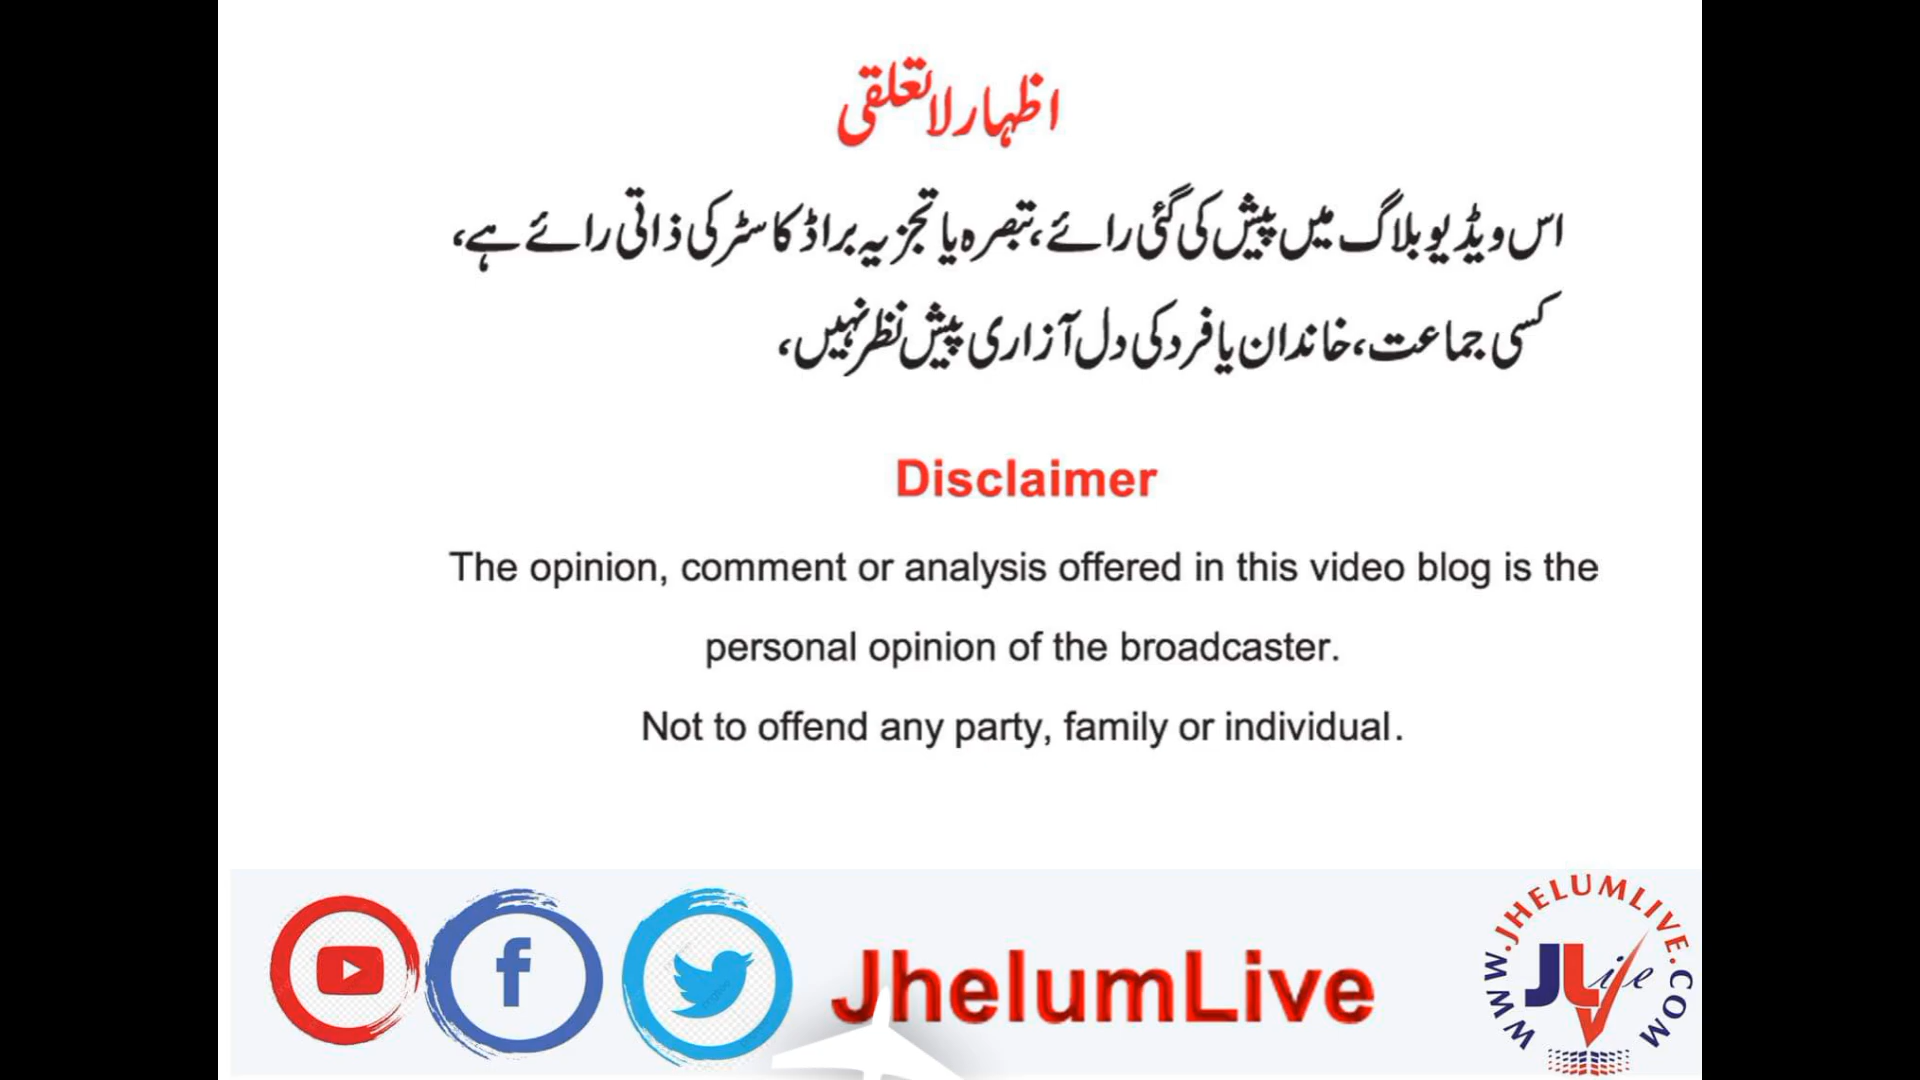 اظہار لاتعلقی
اس ویڈیو بلاگ میں پیش کی گئی رائے، تبصرہ یا تجزیہ براڈ کاسٹر کی ذاتی رائے ہے،
کسی جماعت، خاندان یا فرد کی دل آزاری پیش نظر نہیں،
Disclaimer
The opinion, comment or analysis offered in this video blog is the
personal opinion of the broadcaster.
Not to offend any party, family or individual.
JhelumLive
WWW.JHELUMLIVE.COM
JLive